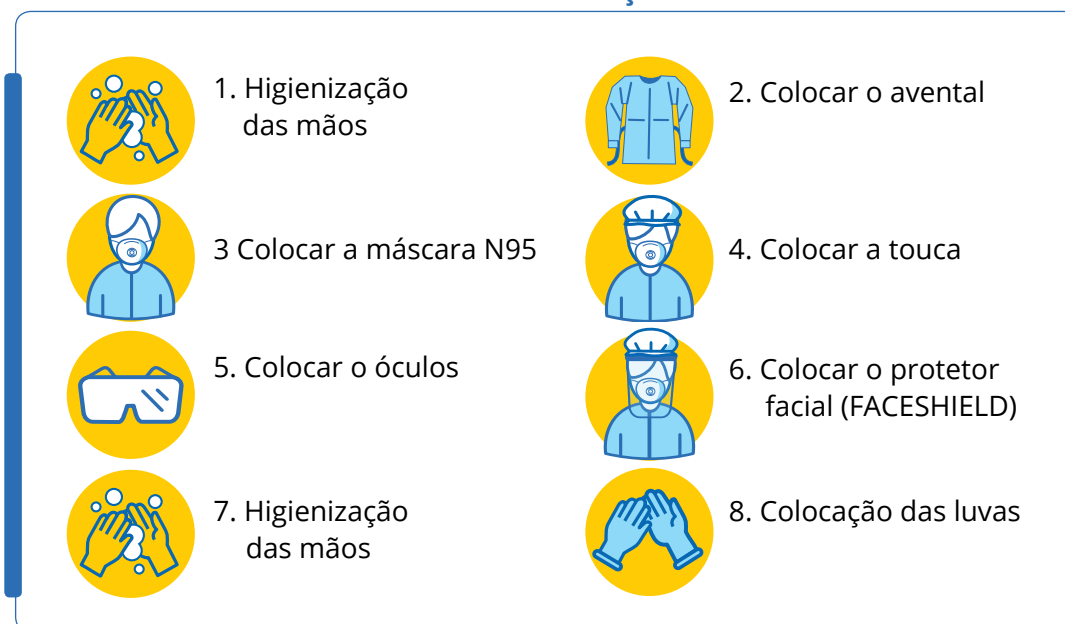 1. Higienização
das mãos
2. Colocar o avental
3 Colocar a máscara N95
4. Colocar a touca
5. Colocar o óculos
6. Colocar o protetor
facial (FACESHIELD)
7. Higienização
das mãos
8. Colocação das luvas